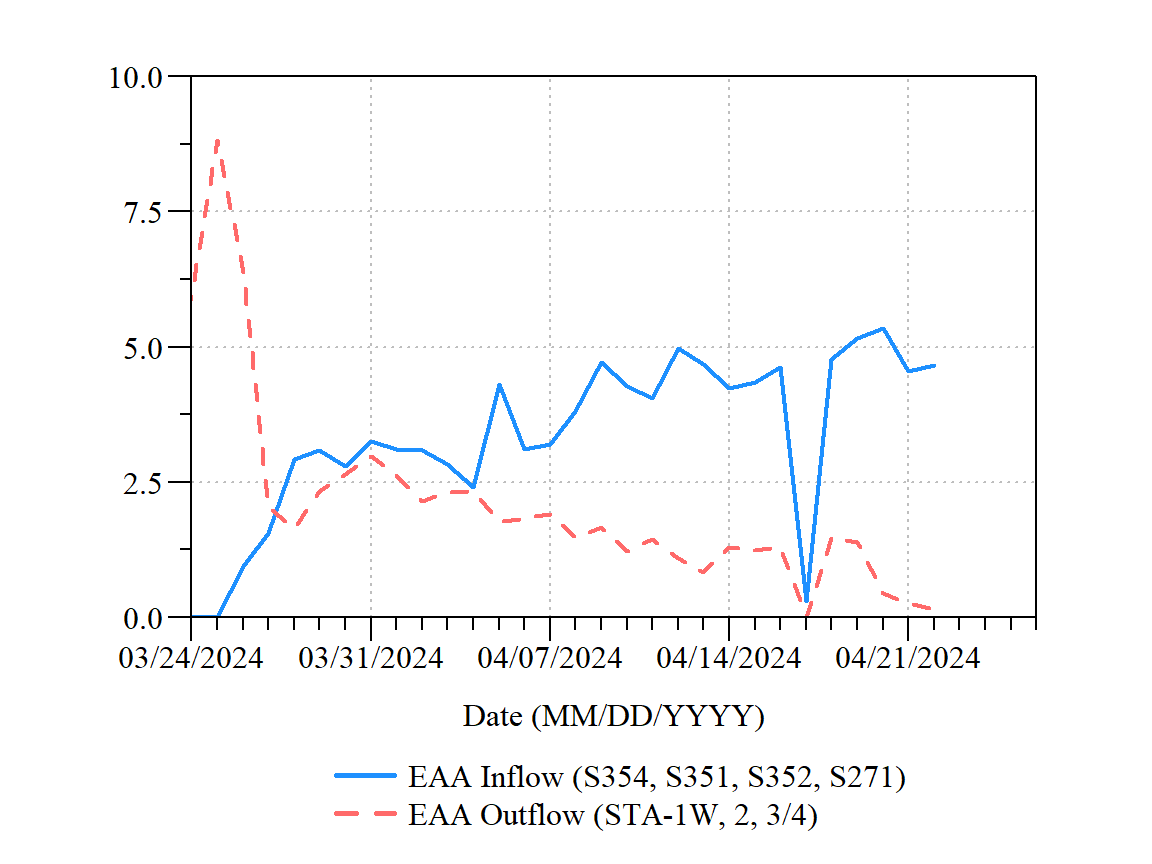 10.0
7.5
5.0
2.5
0.0
03/24/2024 03/31/2024 04/07/2024 04/14/2024 04/21/2024
Date (MM/DD/YYYY)
EAA Inflow (S354, S351, S352, S271)
EAA Outflow (STA-1W, 2, 3/4)